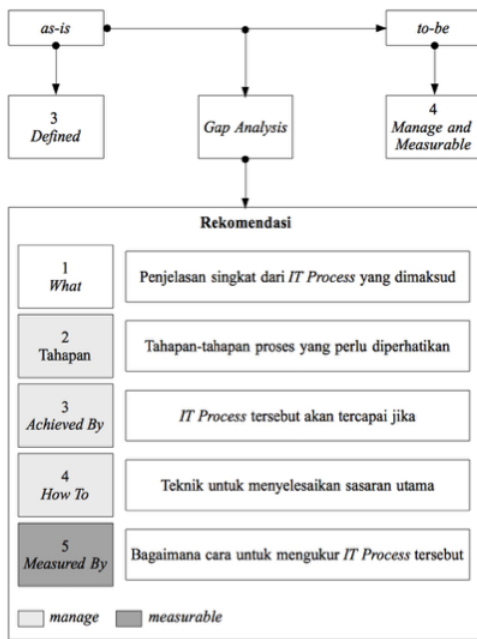 as-is
to-be
3
Defined
Gap Analysis
4
Manage and
Measurable
Rekomendasi
1
What
Penjelasan singkat dari IT Process yang dimaksud
2
Tahapan
Tahapan-tahapan proses yang perlu diperhatikan
3
Achieved By
IT Process tersebut akan tercapai jika
4
How To
Teknik untuk menyelesaikan sasaran utama
5
Measured By
Bagaimana cara untuk mengukur IT Process tersebut
manage
measurable